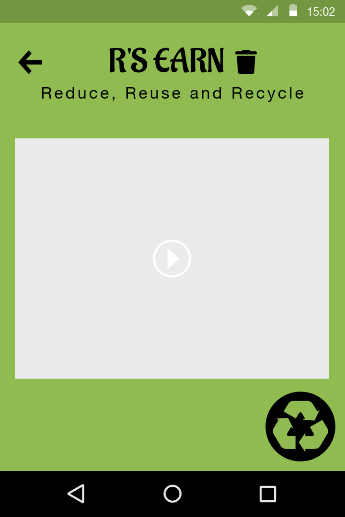 15:02
R'S EARN
Reduce, Reuse and Recycle